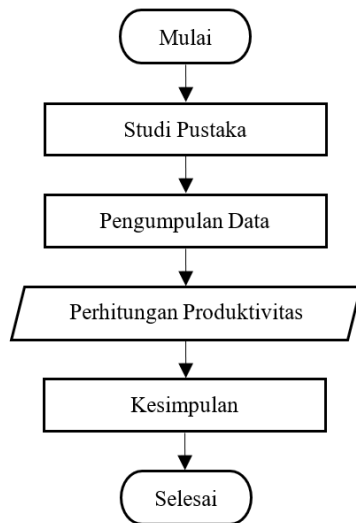 Mulai
Studi Pustaka
Pengumpulan Data
Perhitungan Produktivitas
Kesimpulan
Selesai